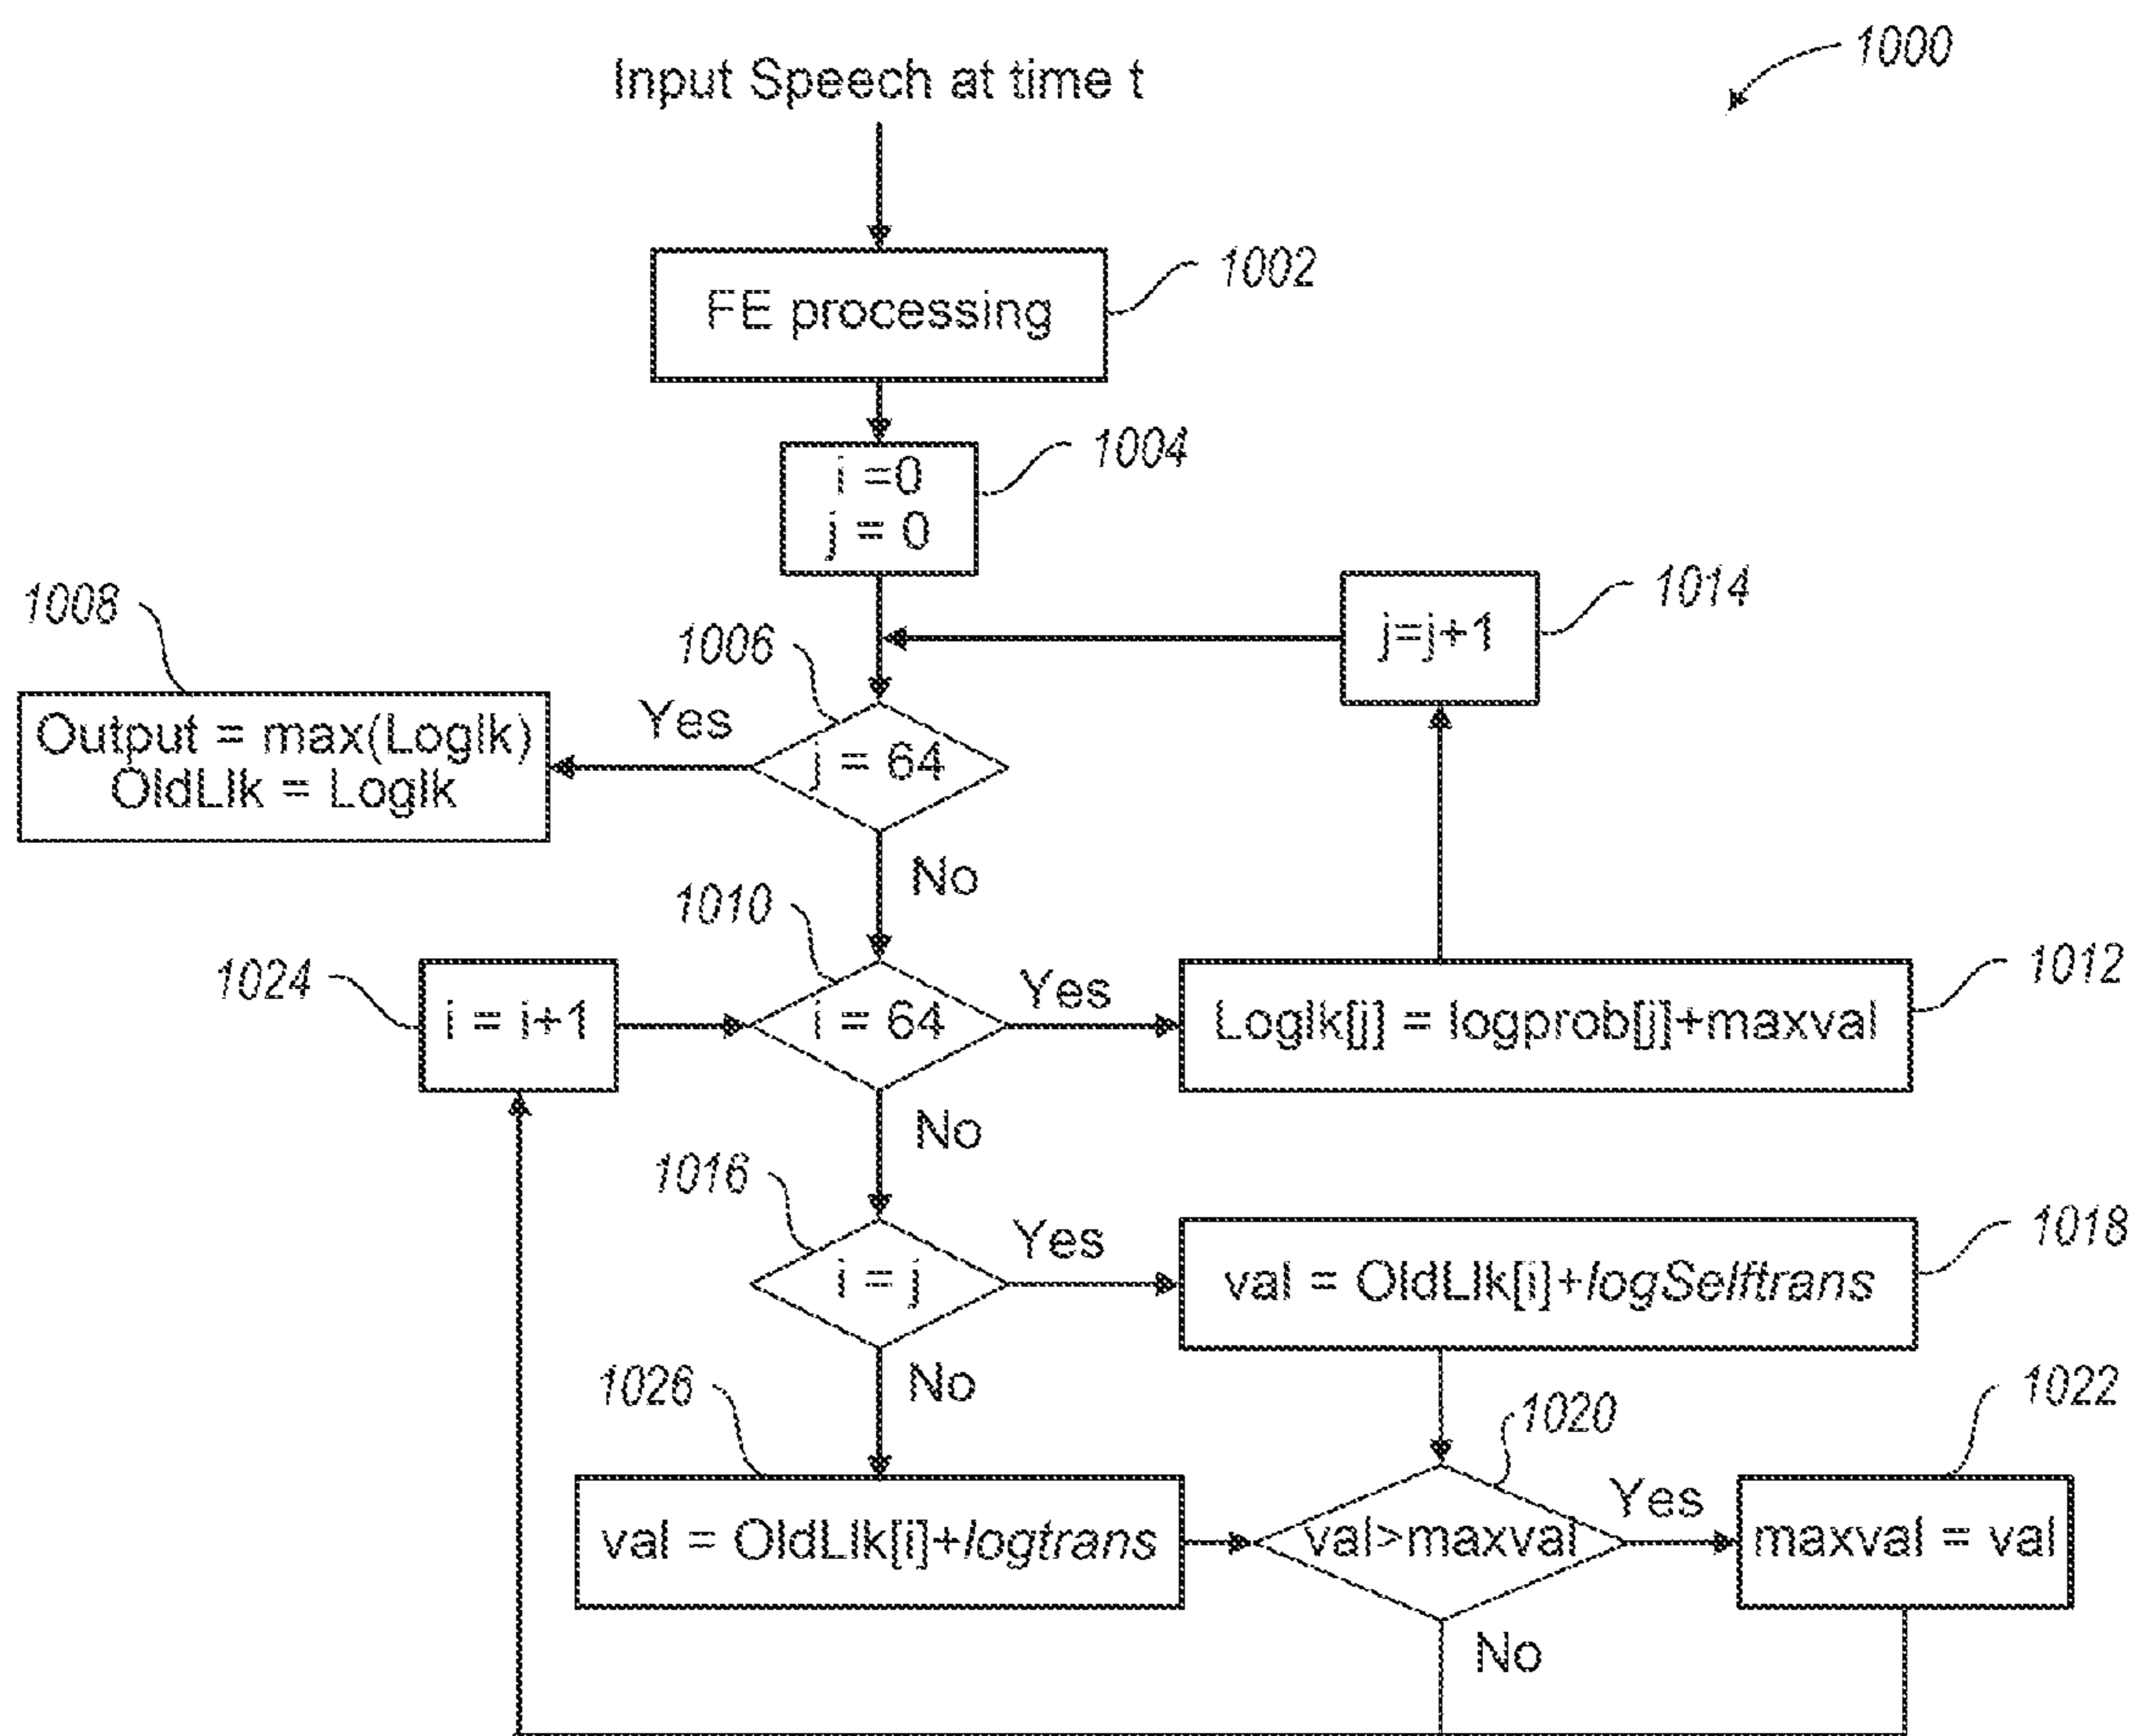 1000
Input Speech at time t
1002
FE processing
1004
i =0
j = 0
1014
j=j+1
1008
Output = max(Loglk)
OldLlk = Loglk
1006
Yes
j = 64
No
1010
1024
i = i+1
i = 64
Yes
1012
Loglk[j] = logprob[j]+maxval
No
1016
i = j
Yes
1018
val = OldLlk[i]+logSelftrans
No
1026
val = OldLlk[i]+logtrans
1020
val>maxval
Yes
1022
maxval = val
No